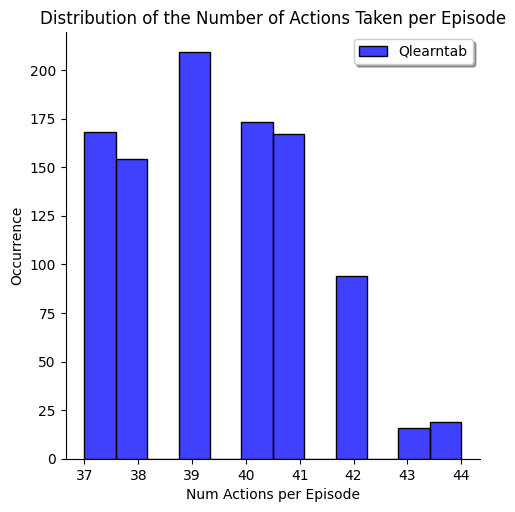 Distribution of the Number of Actions Taken per Episode
Qlearntab
200
175
150
125
100
75
50
25
0
Occurrence
37 38 39 40 41 42 43 44
Num Actions per Episode